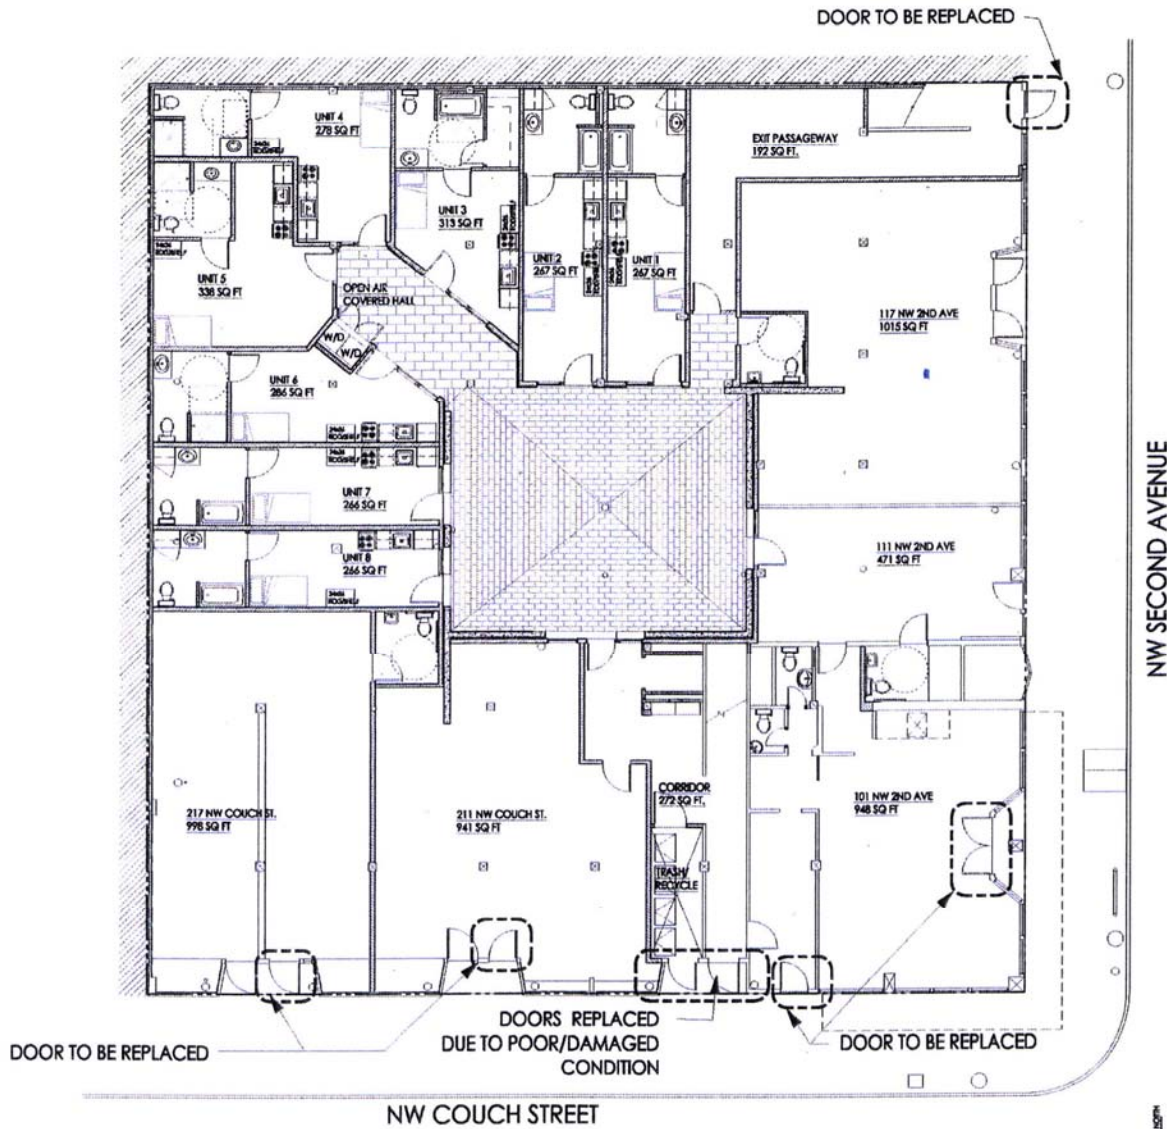 DOOR TO BE REPLACED
UNIT 4
278 SQ FT
EXIT PASSAGEWAY
192 SQ FT.
UNIT 3
313 SQ FT
UNIT 2
267 SQ FT
UNIT 1
267 SQ FT
UNIT 5
338 SQ FT
OPEN AIR
COVERED HALL
117 NW 2ND AVE
1015 SQ FT
W/D
W/D
UNIT 6
286 SQ FT
UNIT 7
266 SQ FT
UNIT 8
266 SQ FT
111 NW 2ND AVE
471 SQ FT
NW SECOND AVENUE
217 NW COUCH ST.
998 SQ FT
211 NW COUCH ST.
941 SQ FT
CORRIDOR
272 SQ FT.
101 NW 2ND AVE
948 SQ FT
TRASH/
RECYCLE
DOOR TO BE REPLACED
DOORS REPLACED
DUE TO POOR/DAMAGED
CONDITION
DOOR TO BE REPLACED
NW COUCH STREET
NORTH